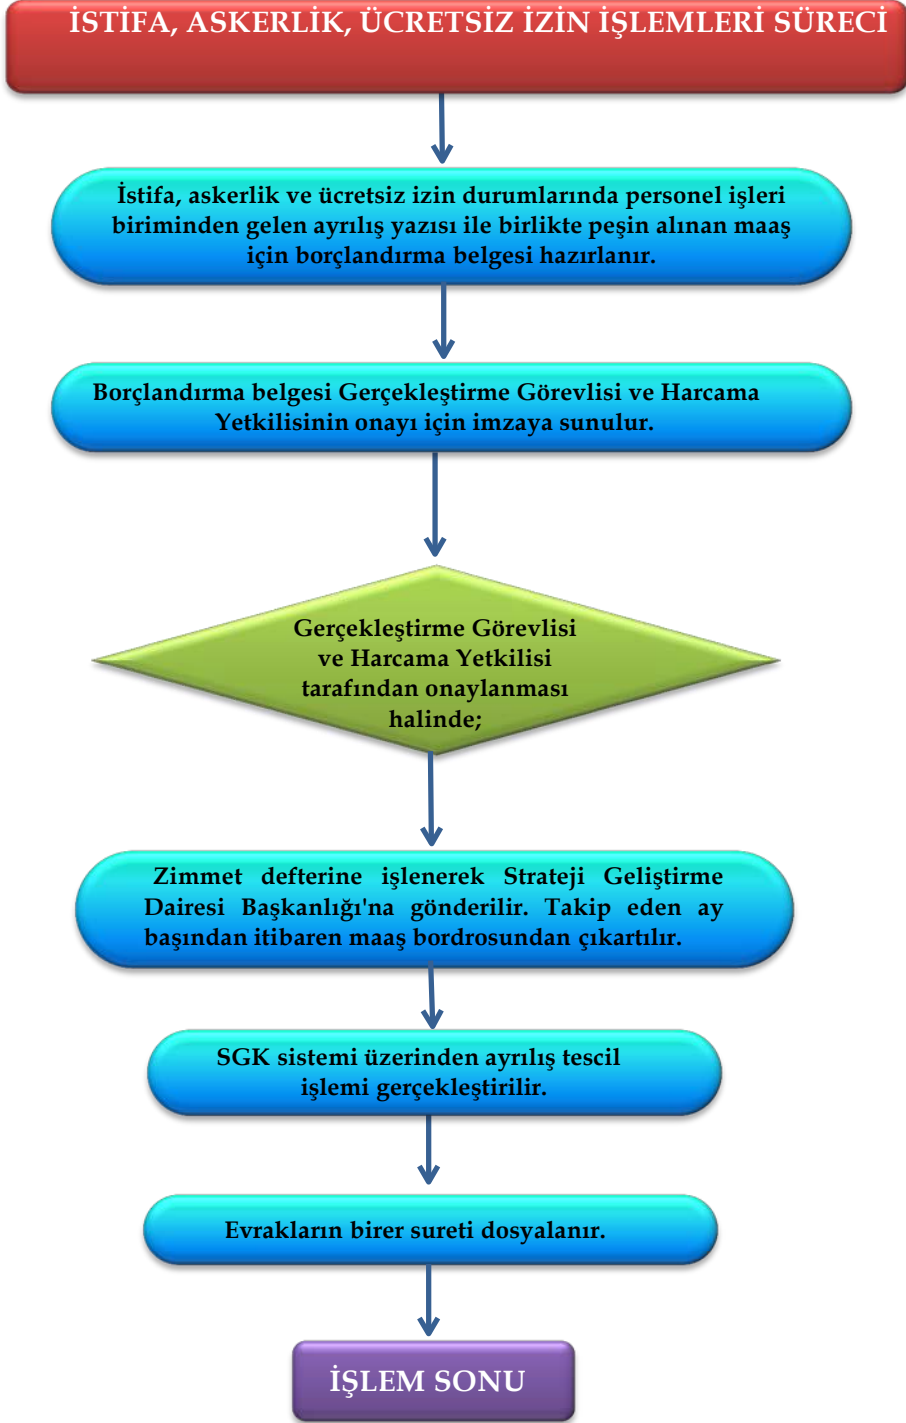 İSTİFA, ASKERLİK, ÜCRETSİZ İZİN İŞLEMLERİ SÜRECİ
İstifa, askerlik ve ücretsiz izin durumlarında personel işleri
biriminden gelen ayrılış yazısı ile birlikte peşin alınan maaş
için borçlandırma belgesi hazırlanır.
Borçlandırma belgesi Gerçekleştirme Görevlisi ve Harcama
Yetkilisinin onayı için imzaya sunulur.
Gerçekleştirme Görevlisi
ve Harcama Yetkilisi
tarafından onaylanması
halinde;
Zimmet defterine işlenerek Strateji Geliştirme
Dairesi Başkanlığı'na gönderilir. Takip eden ay
başından itibaren maaş bordrosundan çıkartılır.
SGK sistemi üzerinden ayrılış tescil
işlemi gerçekleştirilir.
Evrakların birer sureti dosyalanır.
İŞLEM SONU